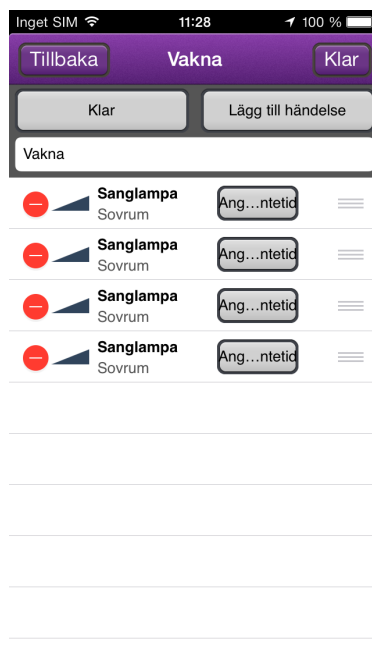 Inget SIM 11:28 100 %
Tillbaka Vakna Klar
Klar Lägg till händelse
Vakna
Sanglampa
Sovrum
Ang…ntetid
Sanglampa
Sovrum
Ang…ntetid
Sanglampa
Sovrum
Ang…ntetid
Sanglampa
Sovrum
Ang…ntetid